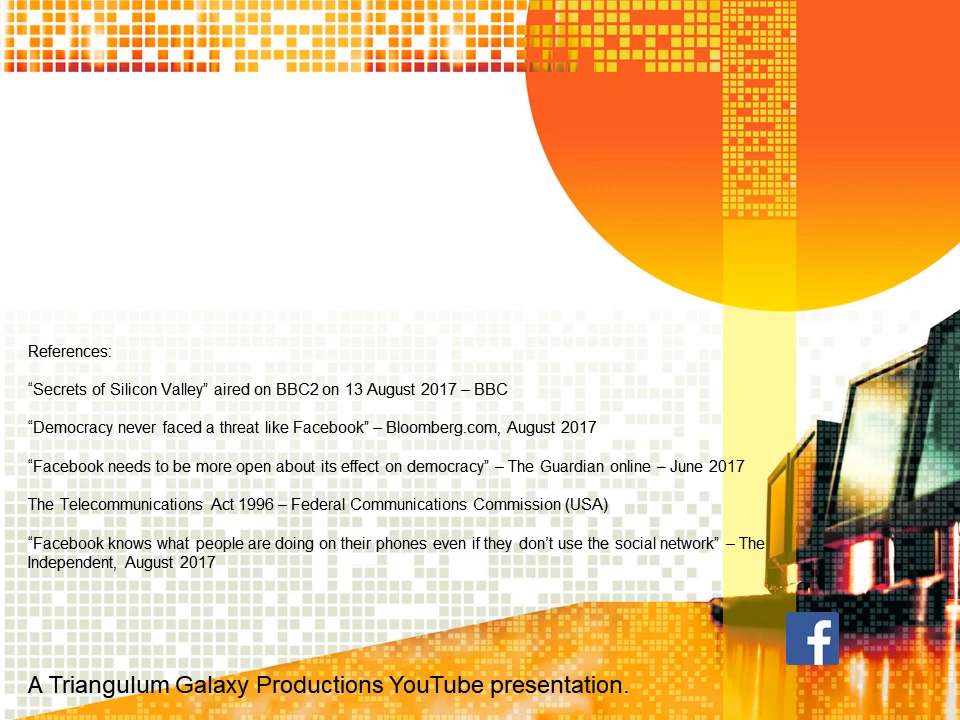 References:
“Secrets of Silicon Valley” aired on BBC2 on 13 August 2017 – BBC
“Democracy never faced a threat like Facebook” – Bloomberg.com, August 2017
“Facebook needs to be more open about its effect on democracy” – The Guardian online – June 2017
The Telecommunications Act 1996 – Federal Communications Commission (USA)
“Facebook knows what people are doing on their phones even if they don’t use the social network” – The
Independent, August 2017
f
A Triangulum Galaxy Productions YouTube presentation.